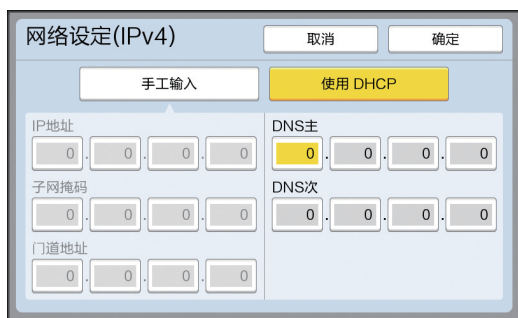 网络设定(IPv4)
取消
确定
手工输入
使用 DHCP
IP地址
0 . 0 . 0 . 0
子网掩码
0 . 0 . 0 . 0
门道地址
0 . 0 . 0 . 0
DNS主
0 . 0 . 0 . 0
DNS次
0 . 0 . 0 . 0